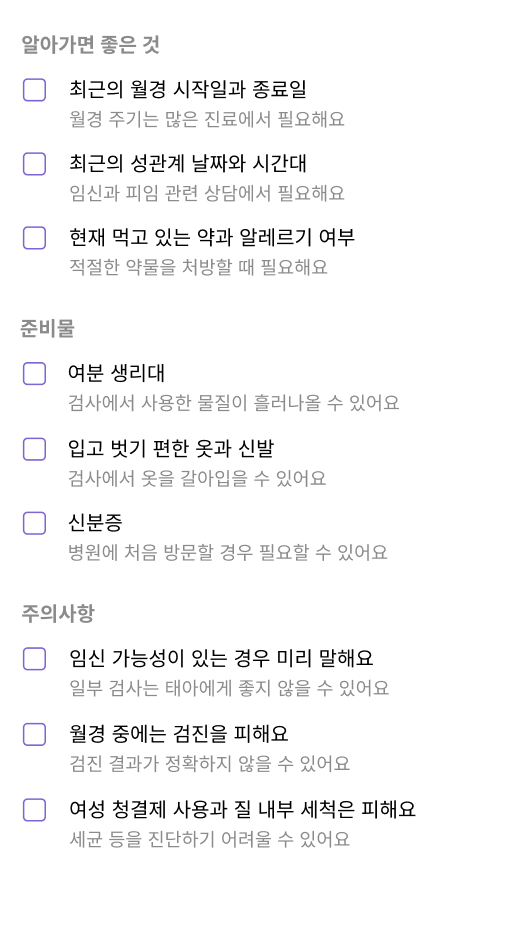 알아가면 좋은 것
최근의 월경 시작일과 종료일
월경 주기는 많은 진료에서 필요해요
최근의 성관계 날짜와 시간대
임신과 피임 관련 상담에서 필요해요
현재 먹고 있는 약과 알레르기 여부
적절한 약물을 처방할 때 필요해요
준비물
여분 생리대
검사에서 사용한 물질이 흘러나올 수 있어요
입고 벗기 편한 옷과 신발
검사에서 옷을 갈아입을 수 있어요
신분증
병원에 처음 방문할 경우 필요할 수 있어요
주의사항
임신 가능성이 있는 경우 미리 말해요
일부 검사는 태아에게 좋지 않을 수 있어요
월경 중에는 검진을 피해요
검진 결과가 정확하지 않을 수 있어요
여성 청결제 사용과 질 내부 세척은 피해요
세균 등을 진단하기 어려울 수 있어요